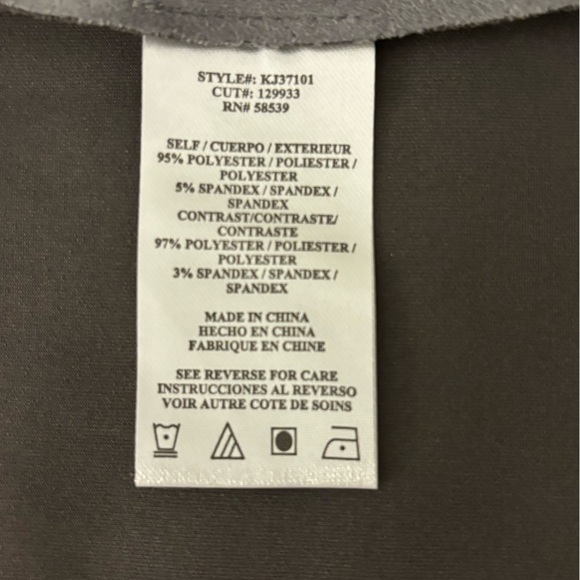 STYLE#: KJ37101
CUT#: 129933
RN# 58539
SELF / CUERPO / EXTERIEUR
95% POLYESTER / POLIESTER /
POLYESTER
5% SPANDEX / SPANDEX /
SPANDEX
CONTRAST/CONTRASTE/
CONTRASTE
97% POLYESTER / POLIESTER /
POLYESTER
3% SPANDEX / SPANDEX /
SPANDEX
MADE IN CHINA
HECHO EN CHINA
FABRIQUE EN CHINE
SEE REVERSE FOR CARE
INSTRUCCIONES AL REVERSO
VOIR AUTRE COTE DE SOINS